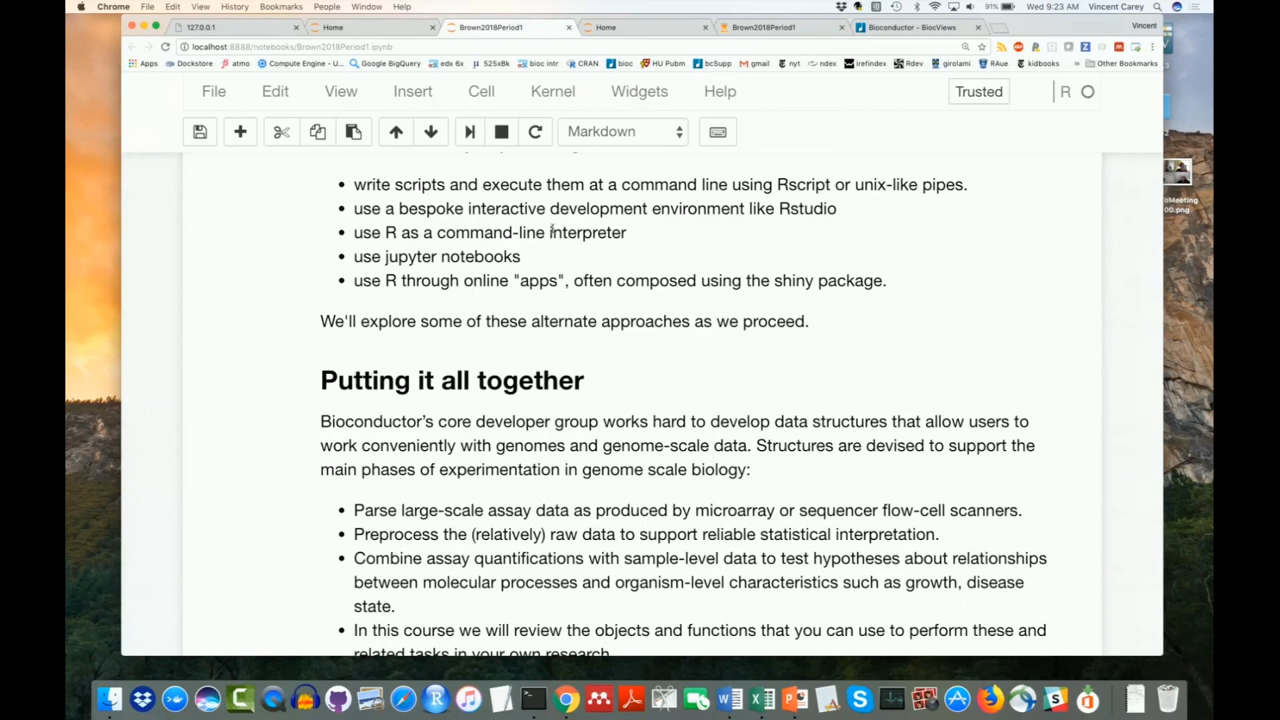 Chrome File Edit View History Bookmarks People Window Help 91% Wed 9:23 AM Vincent Carey
127.0.0.1 Home Brown2018Period1 Home Brown2018Period1 Bioconductor - BiocViews Vincent
localhost:8888/notebooks/Brown2018Period1.ipynb
Apps Dockstore atmo Compute Engine - U... Google BigQuery edx 6x 525xBk bioc intr CRAN bioc HU Pubm bcSupp gmail nyt ndex irefindex Rdev girolami RAue kidbooks » Other Bookmarks
File Edit View Insert Cell Kernel Widgets Help Trusted R
Markdown
• write scripts and execute them at a command line using Rscript or unix-like pipes.
• use a bespoke interactive development environment like Rstudio
• use R as a command-line interpreter
• use jupyter notebooks
• use R through online "apps", often composed using the shiny package.
We'll explore some of these alternate approaches as we proceed.
Putting it all together
Bioconductor’s core developer group works hard to develop data structures that allow users to
work conveniently with genomes and genome-scale data. Structures are devised to support the
main phases of experimentation in genome scale biology:
• Parse large-scale assay data as produced by microarray or sequencer flow-cell scanners.
• Preprocess the (relatively) raw data to support reliable statistical interpretation.
• Combine assay quantifications with sample-level data to test hypotheses about relationships
between molecular processes and organism-level characteristics such as growth, disease
state.
• In this course we will review the objects and functions that you can use to perform these and
related tasks in your own research.